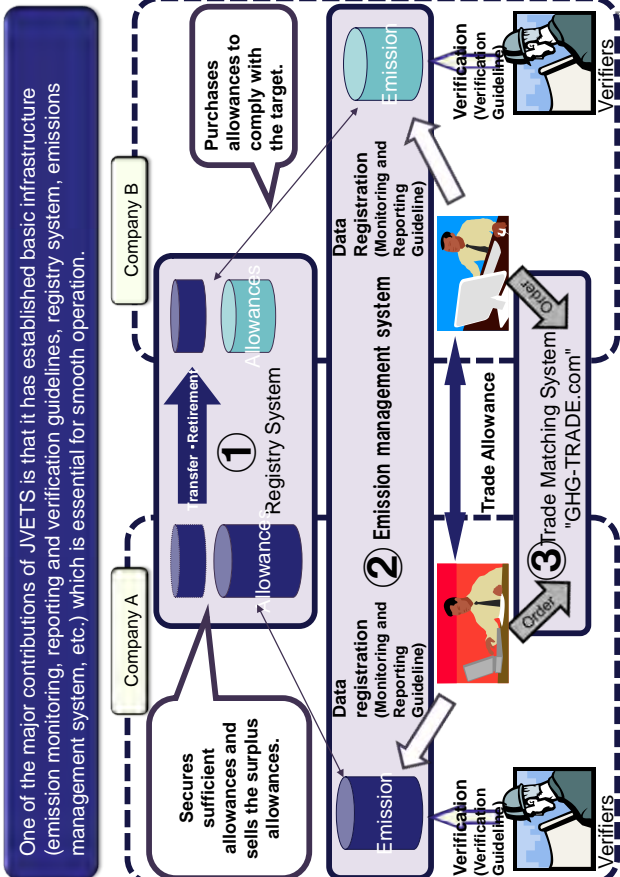 One of the major contributions of JVETS is that it has established basic infrastructure
(emission monitoring, reporting and verification guidelines, registry system, emissions
management system, etc.) which is essential for smooth operation.
Company A
Company B
Secures
sufficient
allowances and
sells the surplus
allowances.
Purchases
allowances to
comply with
the target.
Transfer・Retirement
①
Registry System
Allowances
Allowances
Emission
Data
registration
(Monitoring and
Reporting
Guideline)
② Emission management system
Data
Registration
(Monitoring and
Reporting
Guideline)
Emission
Verification
(Verification
Guideline)
Verifiers
Order
Trade Allowance
Order
③
Trade Matching System
"GHG-TRADE.com"
Verification
(Verification
Guideline)
Verifiers